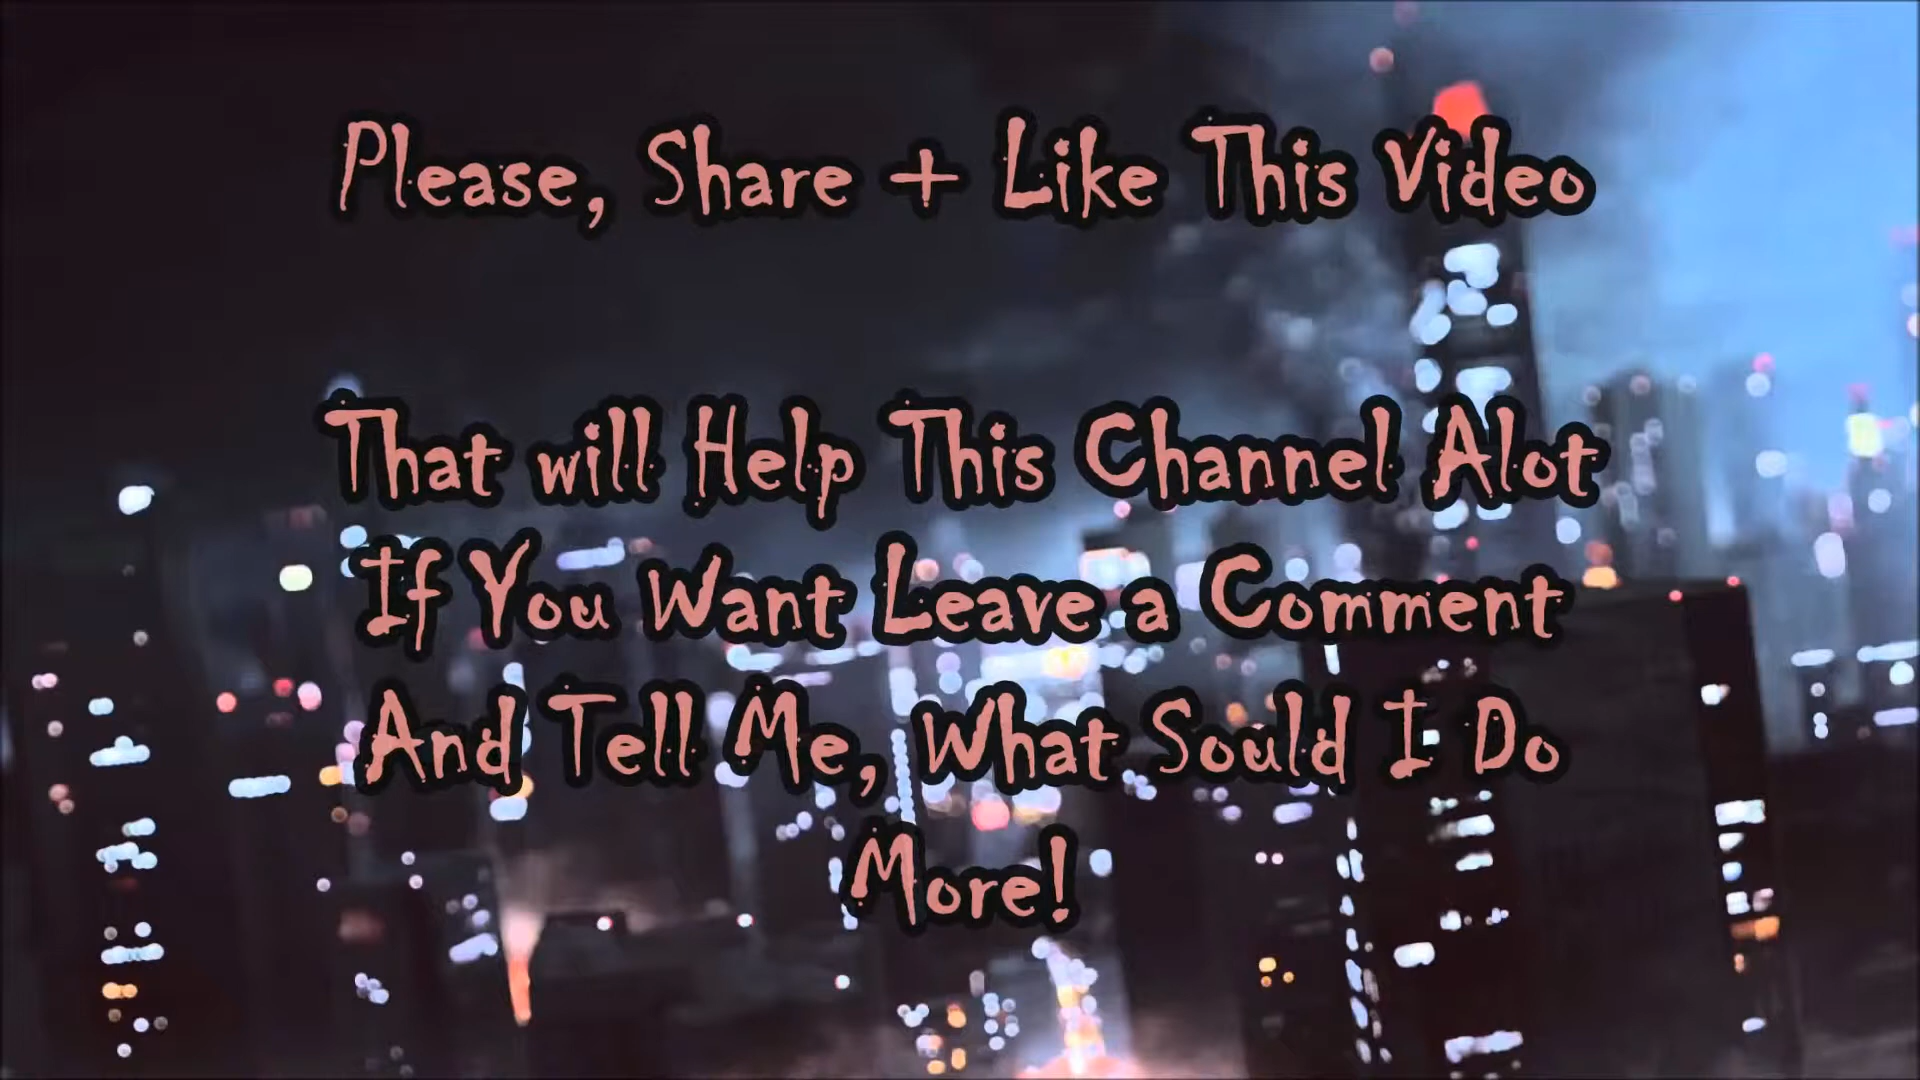 Please, Share + Like This Video
That will Help This Channel Alot
If You Want Leave a Comment
And Tell Me, What Sould I Do
More!